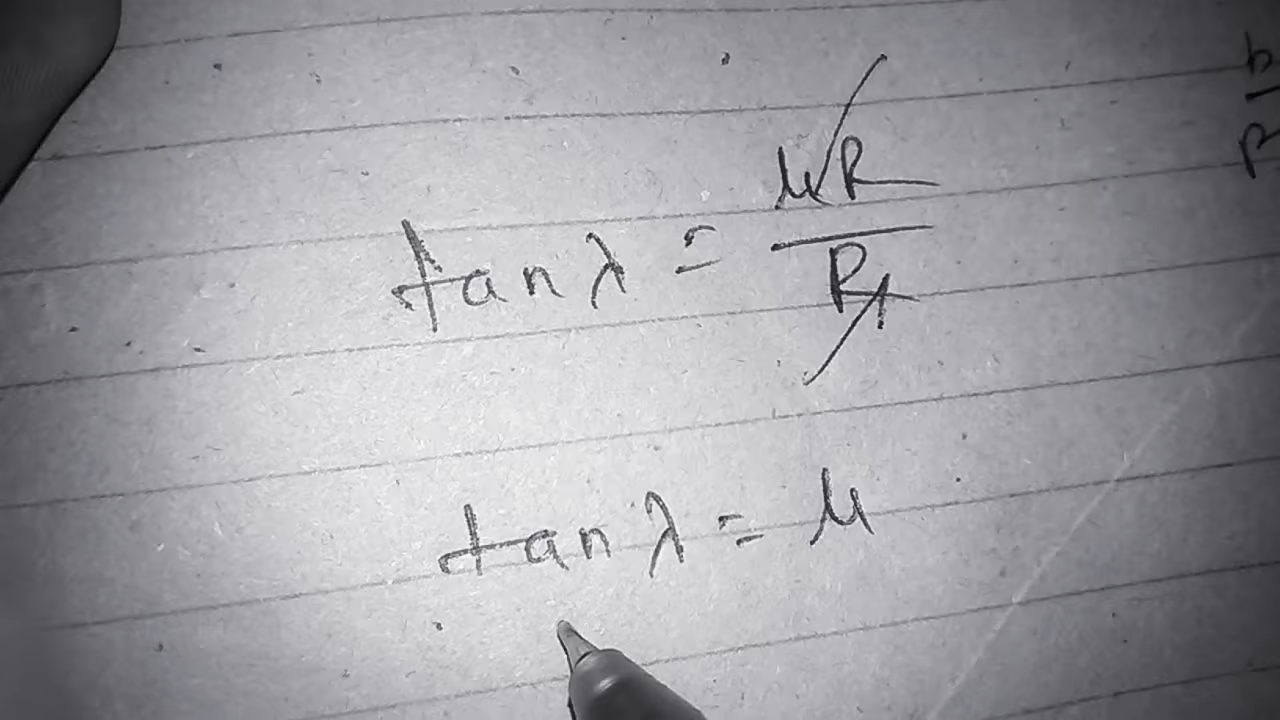 tan λ = μR / R
tan λ = μ